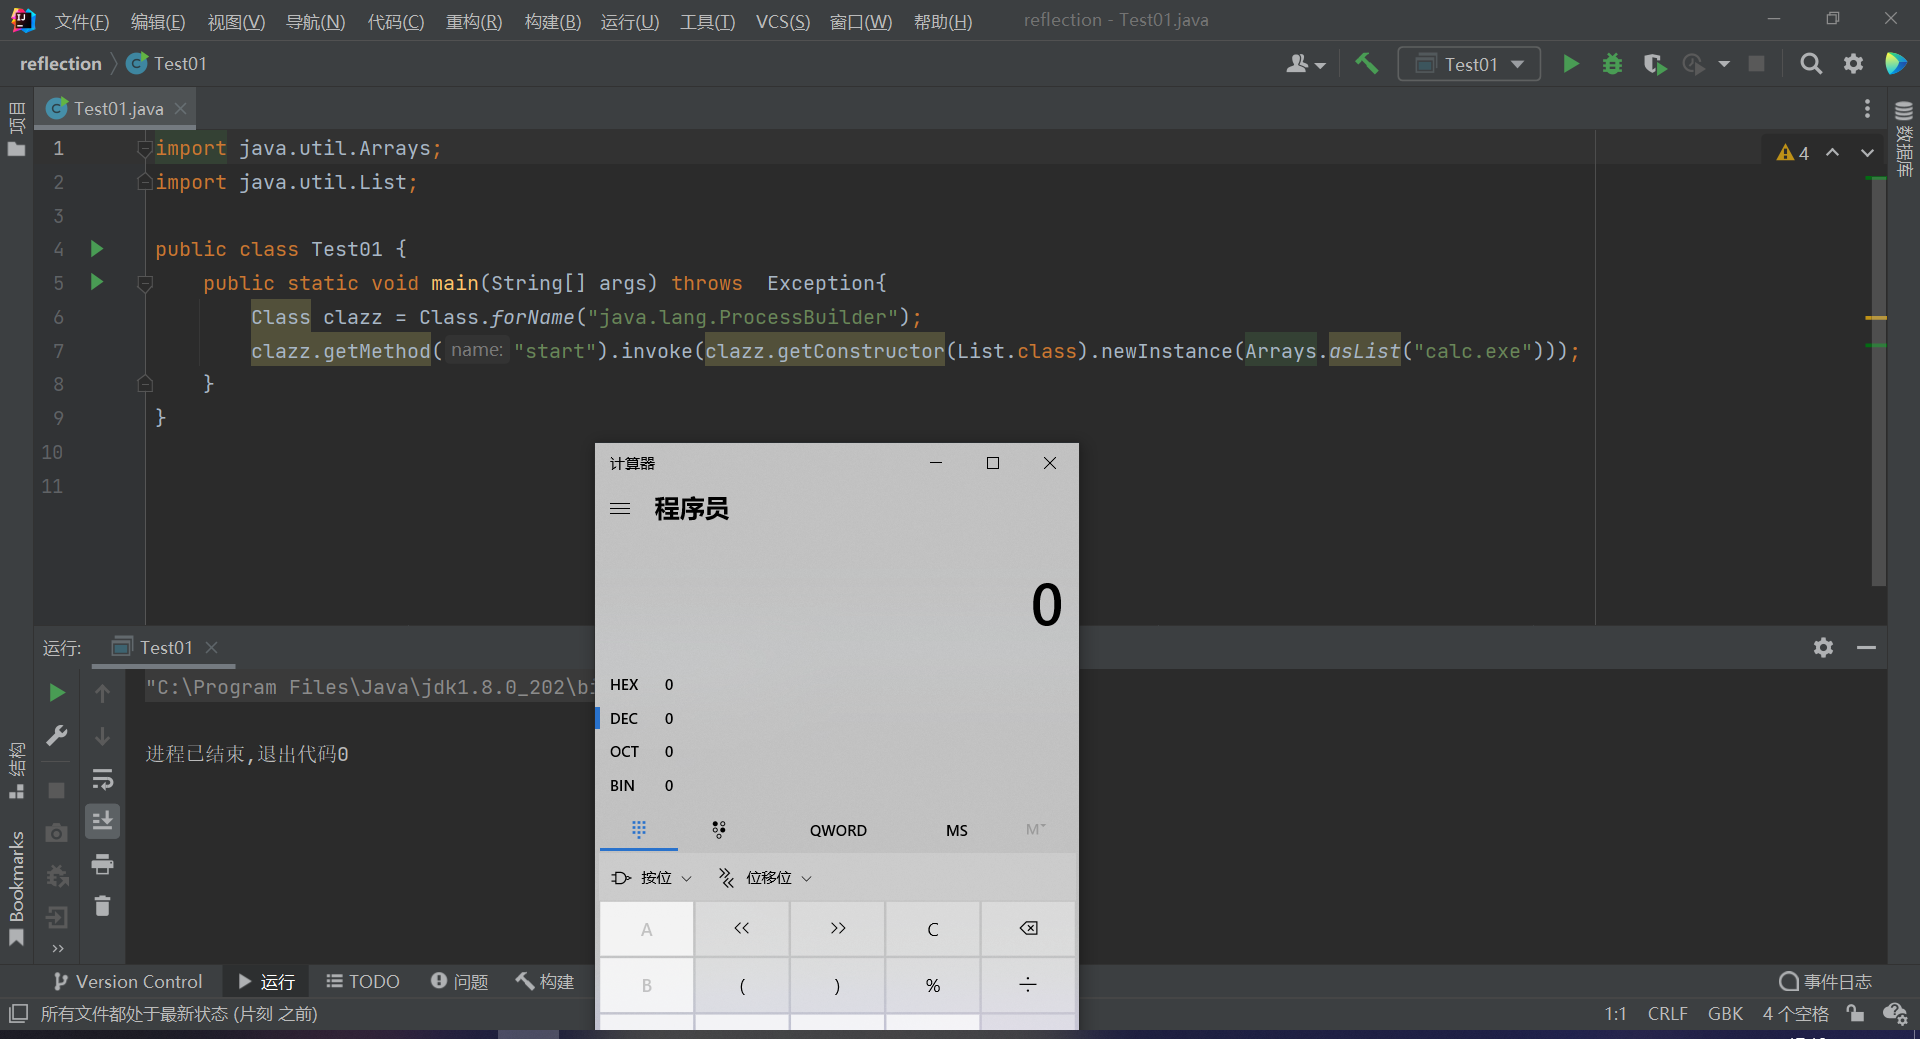 文件(F) 编辑(E) 视图(V) 导航(N) 代码(C) 重构(R) 构建(B) 运行(U) 工具(T) VCS(S) 窗口(W) 帮助(H) reflection - Test01.java
reflection Test01 Test01
项目
Test01.java
数据库
1 import java.util.Arrays;
4
2 import java.util.List;
3
4 public class Test01 {
5 public static void main(String[] args) throws  Exception{
6 Class clazz = Class.forName("java.lang.ProcessBuilder");
7 clazz.getMethod( name: "start").invoke(clazz.getConstructor(List.class).newInstance(Arrays.asList("calc.exe")));
8 }
9 }
10
11
计算器
程序员
0
HEX 0
DEC 0
OCT 0
BIN 0
QWORD MS M
按位 位移位
A << >> C
B ( ) % ÷
运行: Test01
"C:\Program Files\Java\jdk1.8.0_202\bi
进程已结束,退出代码0
结构
Bookmarks
Version Control 运行 TODO 问题 构建 事件日志
所有文件都处于最新状态 (片刻 之前) 1:1 CRLF GBK 4 个空格